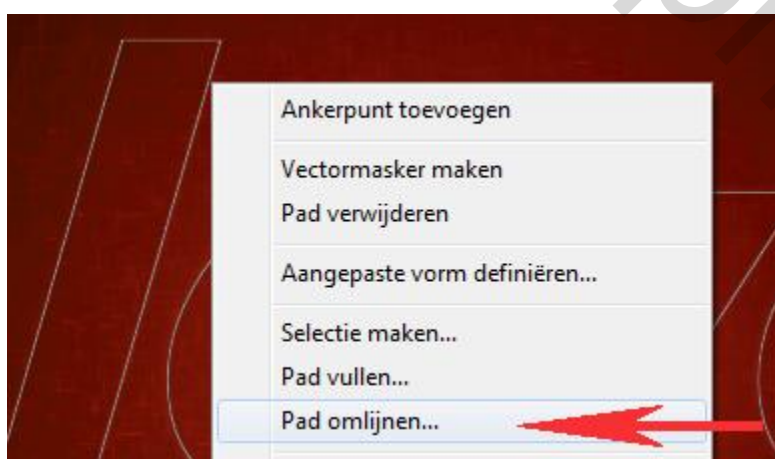 Ankerpunt toevoegen
Vectormasker maken
Pad verwijderen
Aangepaste vorm definiëren...
Selectie maken...
Pad vullen...
Pad omlijnen...